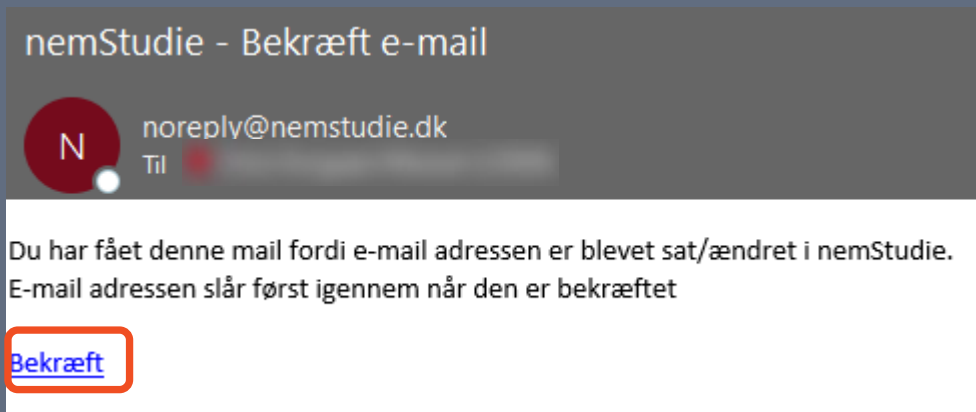 nemStudie - Bekræft e-mail
N
noreply@nemstudie.dk
Til
Du har fået denne mail fordi e-mail adressen er blevet sat/ændret i nemStudie.
E-mail adressen slår først igennem når den er bekræftet
Bekræft